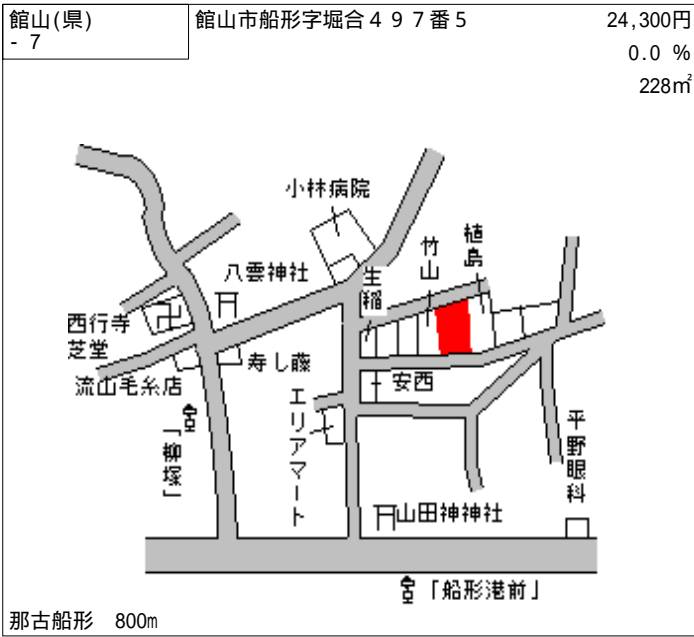 館山(県)
- 7
館山市船形字堀合４９７番５
24,300円
0.0 %
228㎡
小林病院
八雲神社
生稲
竹山
植島
西行寺
芝堂
流山毛糸店
寿し藤
安西
エリアマート
「柳塚」
平野眼科
山田神神社
「船形港前」
那古船形　800m